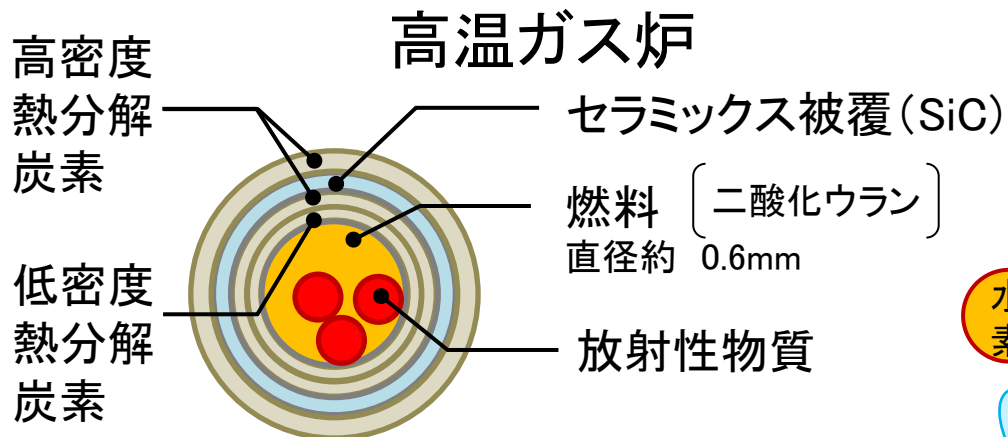 高温ガス炉
高密度
熱分解
炭素
セラミックス被覆(SiC)
燃料 [二酸化ウラン]
直径約 0.6mm
低密度
熱分解
炭素
放射性物質
水
素